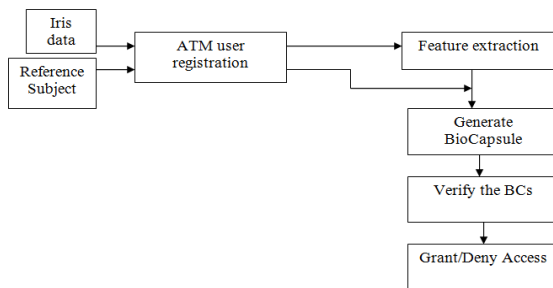 Iris
data
Reference
Subject
ATM user
registration
Feature extraction
Generate
BioCapsule
Verify the BCs
Grant/Deny Access